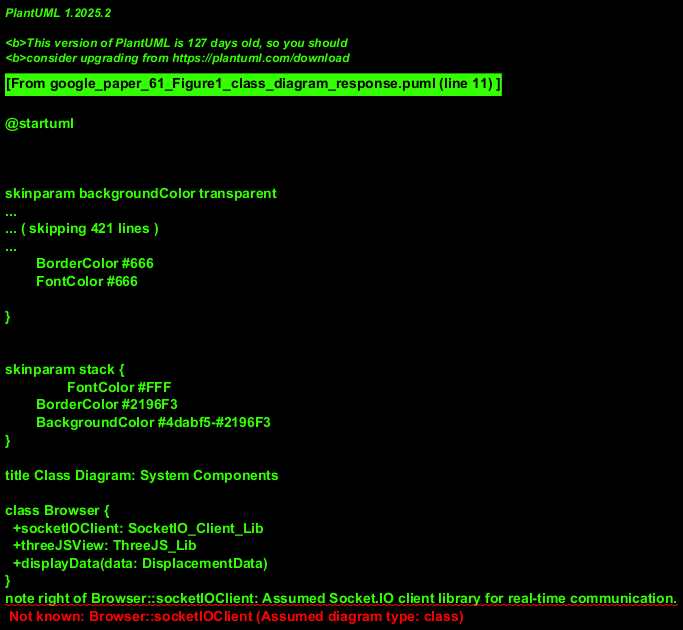 PlantUML 1.2025.2
<b>This version of PlantUML is 127 days old, so you should
<b>consider upgrading from https://plantuml.com/download
[From google_paper_61_Figure1_class_diagram_response.puml (line 11) ]
@startuml
skinparam backgroundColor transparent
...
... ( skipping 421 lines )
...
BorderColor #666
FontColor #666
}
skinparam stack {
FontColor #FFF
BorderColor #2196F3
BackgroundColor #4dabf5-#2196F3
}
title Class Diagram: System Components
class Browser {
+socketIOClient: SocketIO_Client_Lib
+threeJSView: ThreeJS_Lib
+displayData(data: DisplacementData)
}
note right of Browser::socketIOClient: Assumed Socket.IO client library for real-time communication.
Not known: Browser::socketIOClient (Assumed diagram type: class)